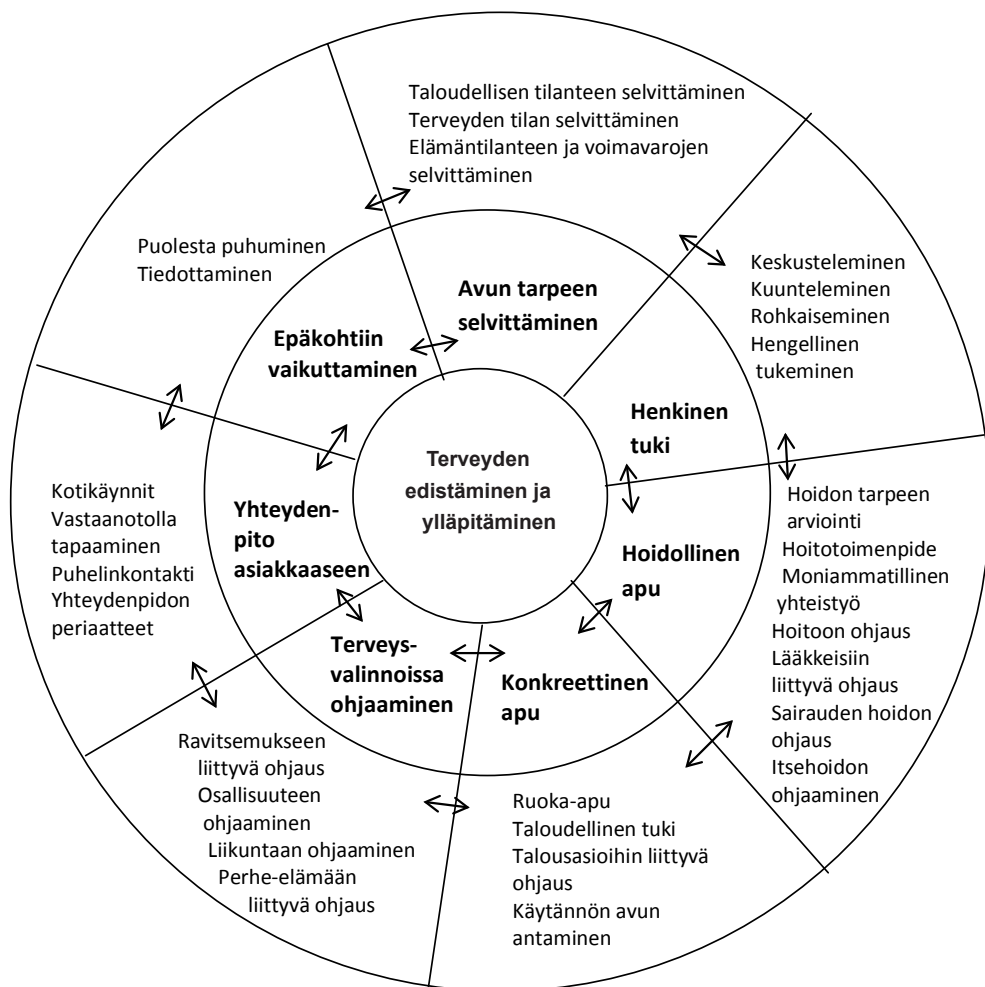 Taloudellisen tilanteen selvittäminen
Terveyden tilan selvittäminen
Elämäntilanteen ja voimavarojen
selvittäminen
Puolesta puhuminen
Tiedottaminen
Keskusteleminen
Kuunteleminen
Rohkaiseminen
Hengellinen
tukeminen
Avun tarpeen
selvittäminen
Epäkohtiin
vaikuttaminen
Henkinen
tuki
Terveyden
edistäminen ja
ylläpitäminen
Kotikäynnit
Vastaanotolla
tapaaminen
Puhelinkontakti
Yhteydenpidon
periaatteet
Yhteyden-
pito
asiakkaaseen
Hoidollinen
apu
Hoidon tarpeen
arviointi
Hoitotoimenpide
Moniammatillinen
yhteistyö
Hoitoon ohjaus
Lääkkeisiin
liittyvä ohjaus
Sairauden hoidon
ohjaus
Itsehoidon
ohjaaminen
Terveys-
valinnoissa
ohjaaminen
Konkreettinen
apu
Ravitsemukseen
liittyvä ohjaus
Osallisuuteen
ohjaaminen
Liikuntaan ohjaaminen
Perhe-elämään
liittyvä ohjaus
Ruoka-apu
Taloudellinen tuki
Talousasioihin liittyvä
ohjaus
Käytännön avun
antaminen